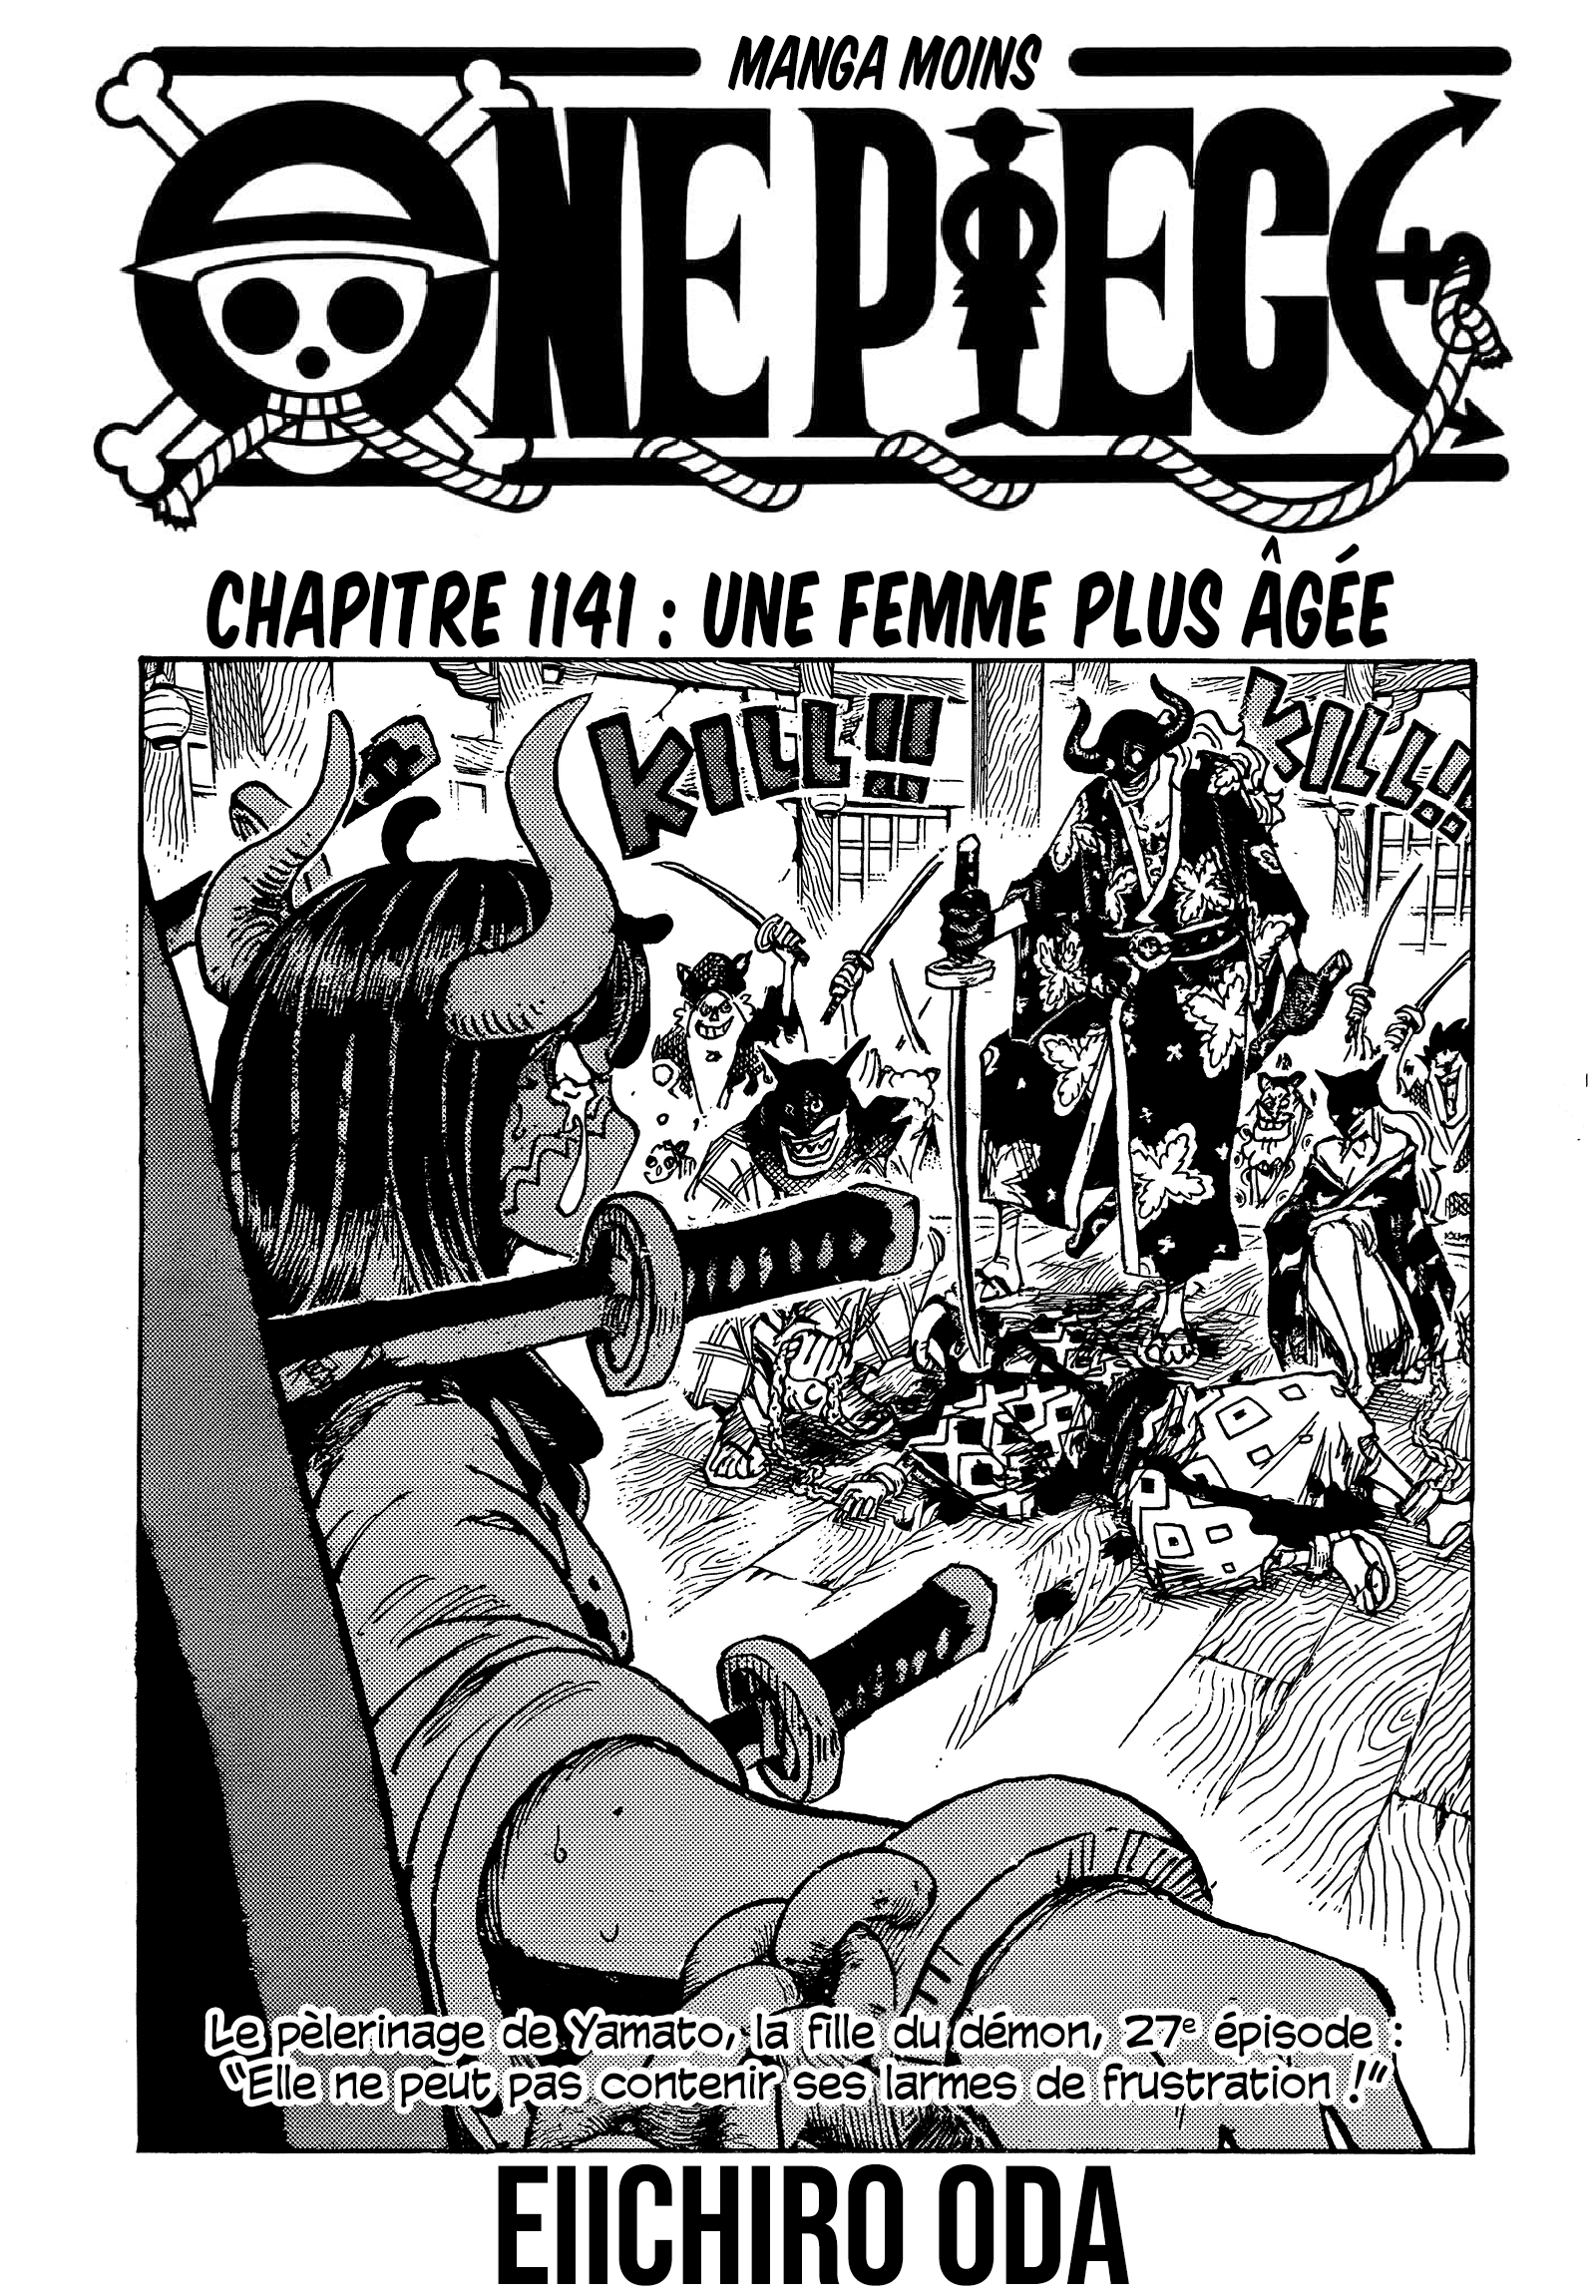 MANGA MOINS
ONE PIECE
CHAPITRE 1141 : UNE FEMME PLUS ÂGÉE
KILL!!
KILL!!
Le pèlerinage de Yamato, la fille du démon, 27e épisode :
"Elle ne peut pas contenir ses larmes de frustration !"
EIICHIRO ODA